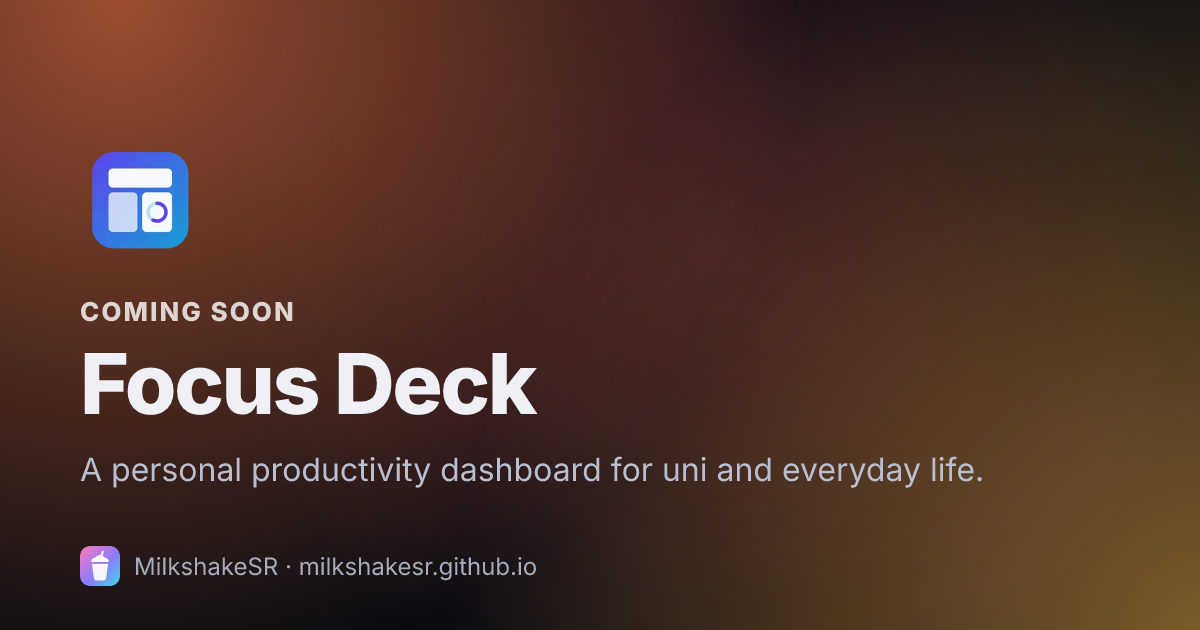 COMING SOON
Focus Deck
A personal productivity dashboard for uni and everyday life.
MilkshakeSR · milkshakesr.github.io